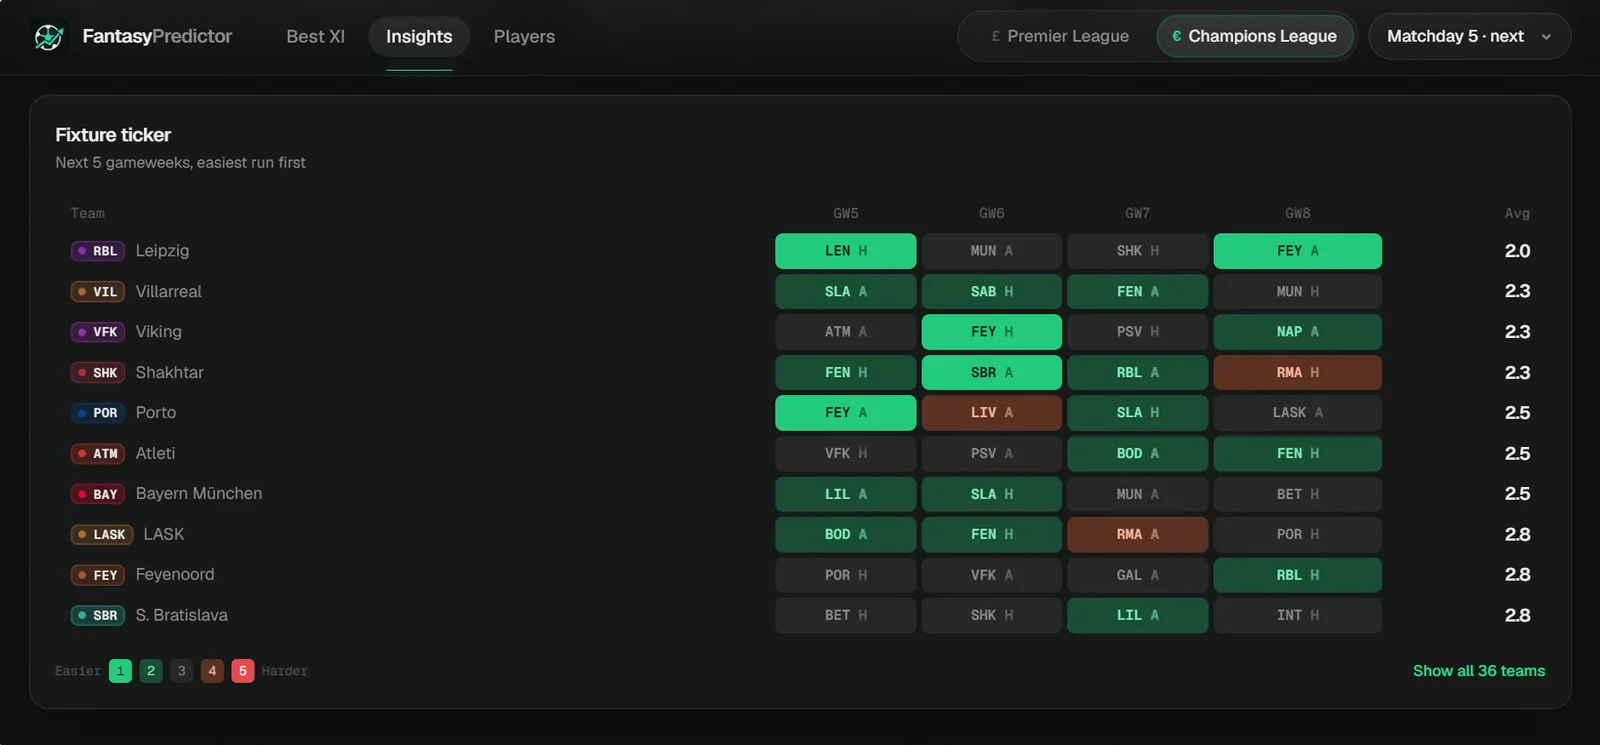 FantasyPredictor Best XI Insights Players £ Premier League € Champions League Matchday 5 · next
Fixture ticker
Next 5 gameweeks, easiest run first
Team GW5 GW6 GW7 GW8 Avg
RBL Leipzig LEN H MUN A SHK H FEY A 2.0
VIL Villarreal SLA A SAB H FEN A MUN H 2.3
VFK Viking ATM A FEY H PSV H NAP A 2.3
SHK Shakhtar FEN H SBR A RBL A RMA H 2.3
POR Porto FEY A LIV A SLA H LASK A 2.5
ATM Atleti VFK H PSV A BOD A FEN H 2.5
BAY Bayern München LIL A SLA H MUN A BET H 2.5
LASK LASK BOD A FEN H RMA A POR H 2.8
FEY Feyenoord POR H VFK A GAL A RBL H 2.8
SBR S. Bratislava BET H SHK H LIL A INT H 2.8
Easier 1 2 3 4 5 Harder Show all 36 teams